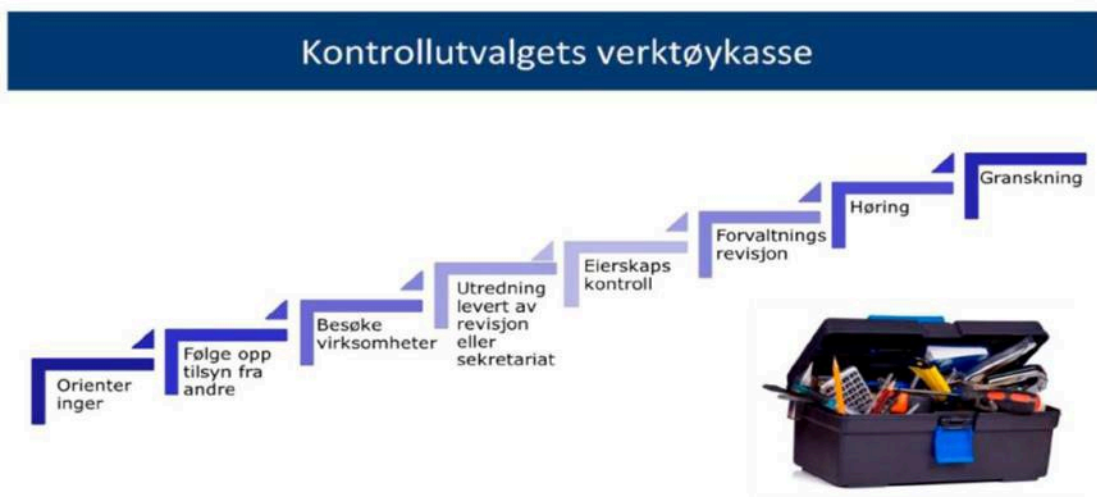 Kontrollutvalgets verktøykasse
Orienter
inger
Følge opp
tilsyn fra
andre
Besøke
virksomheter
Utredning
levert av
revisjon
eller
sekretariat
Eierskaps
kontroll
Forvaltnings
revisjon
Høring
Granskning